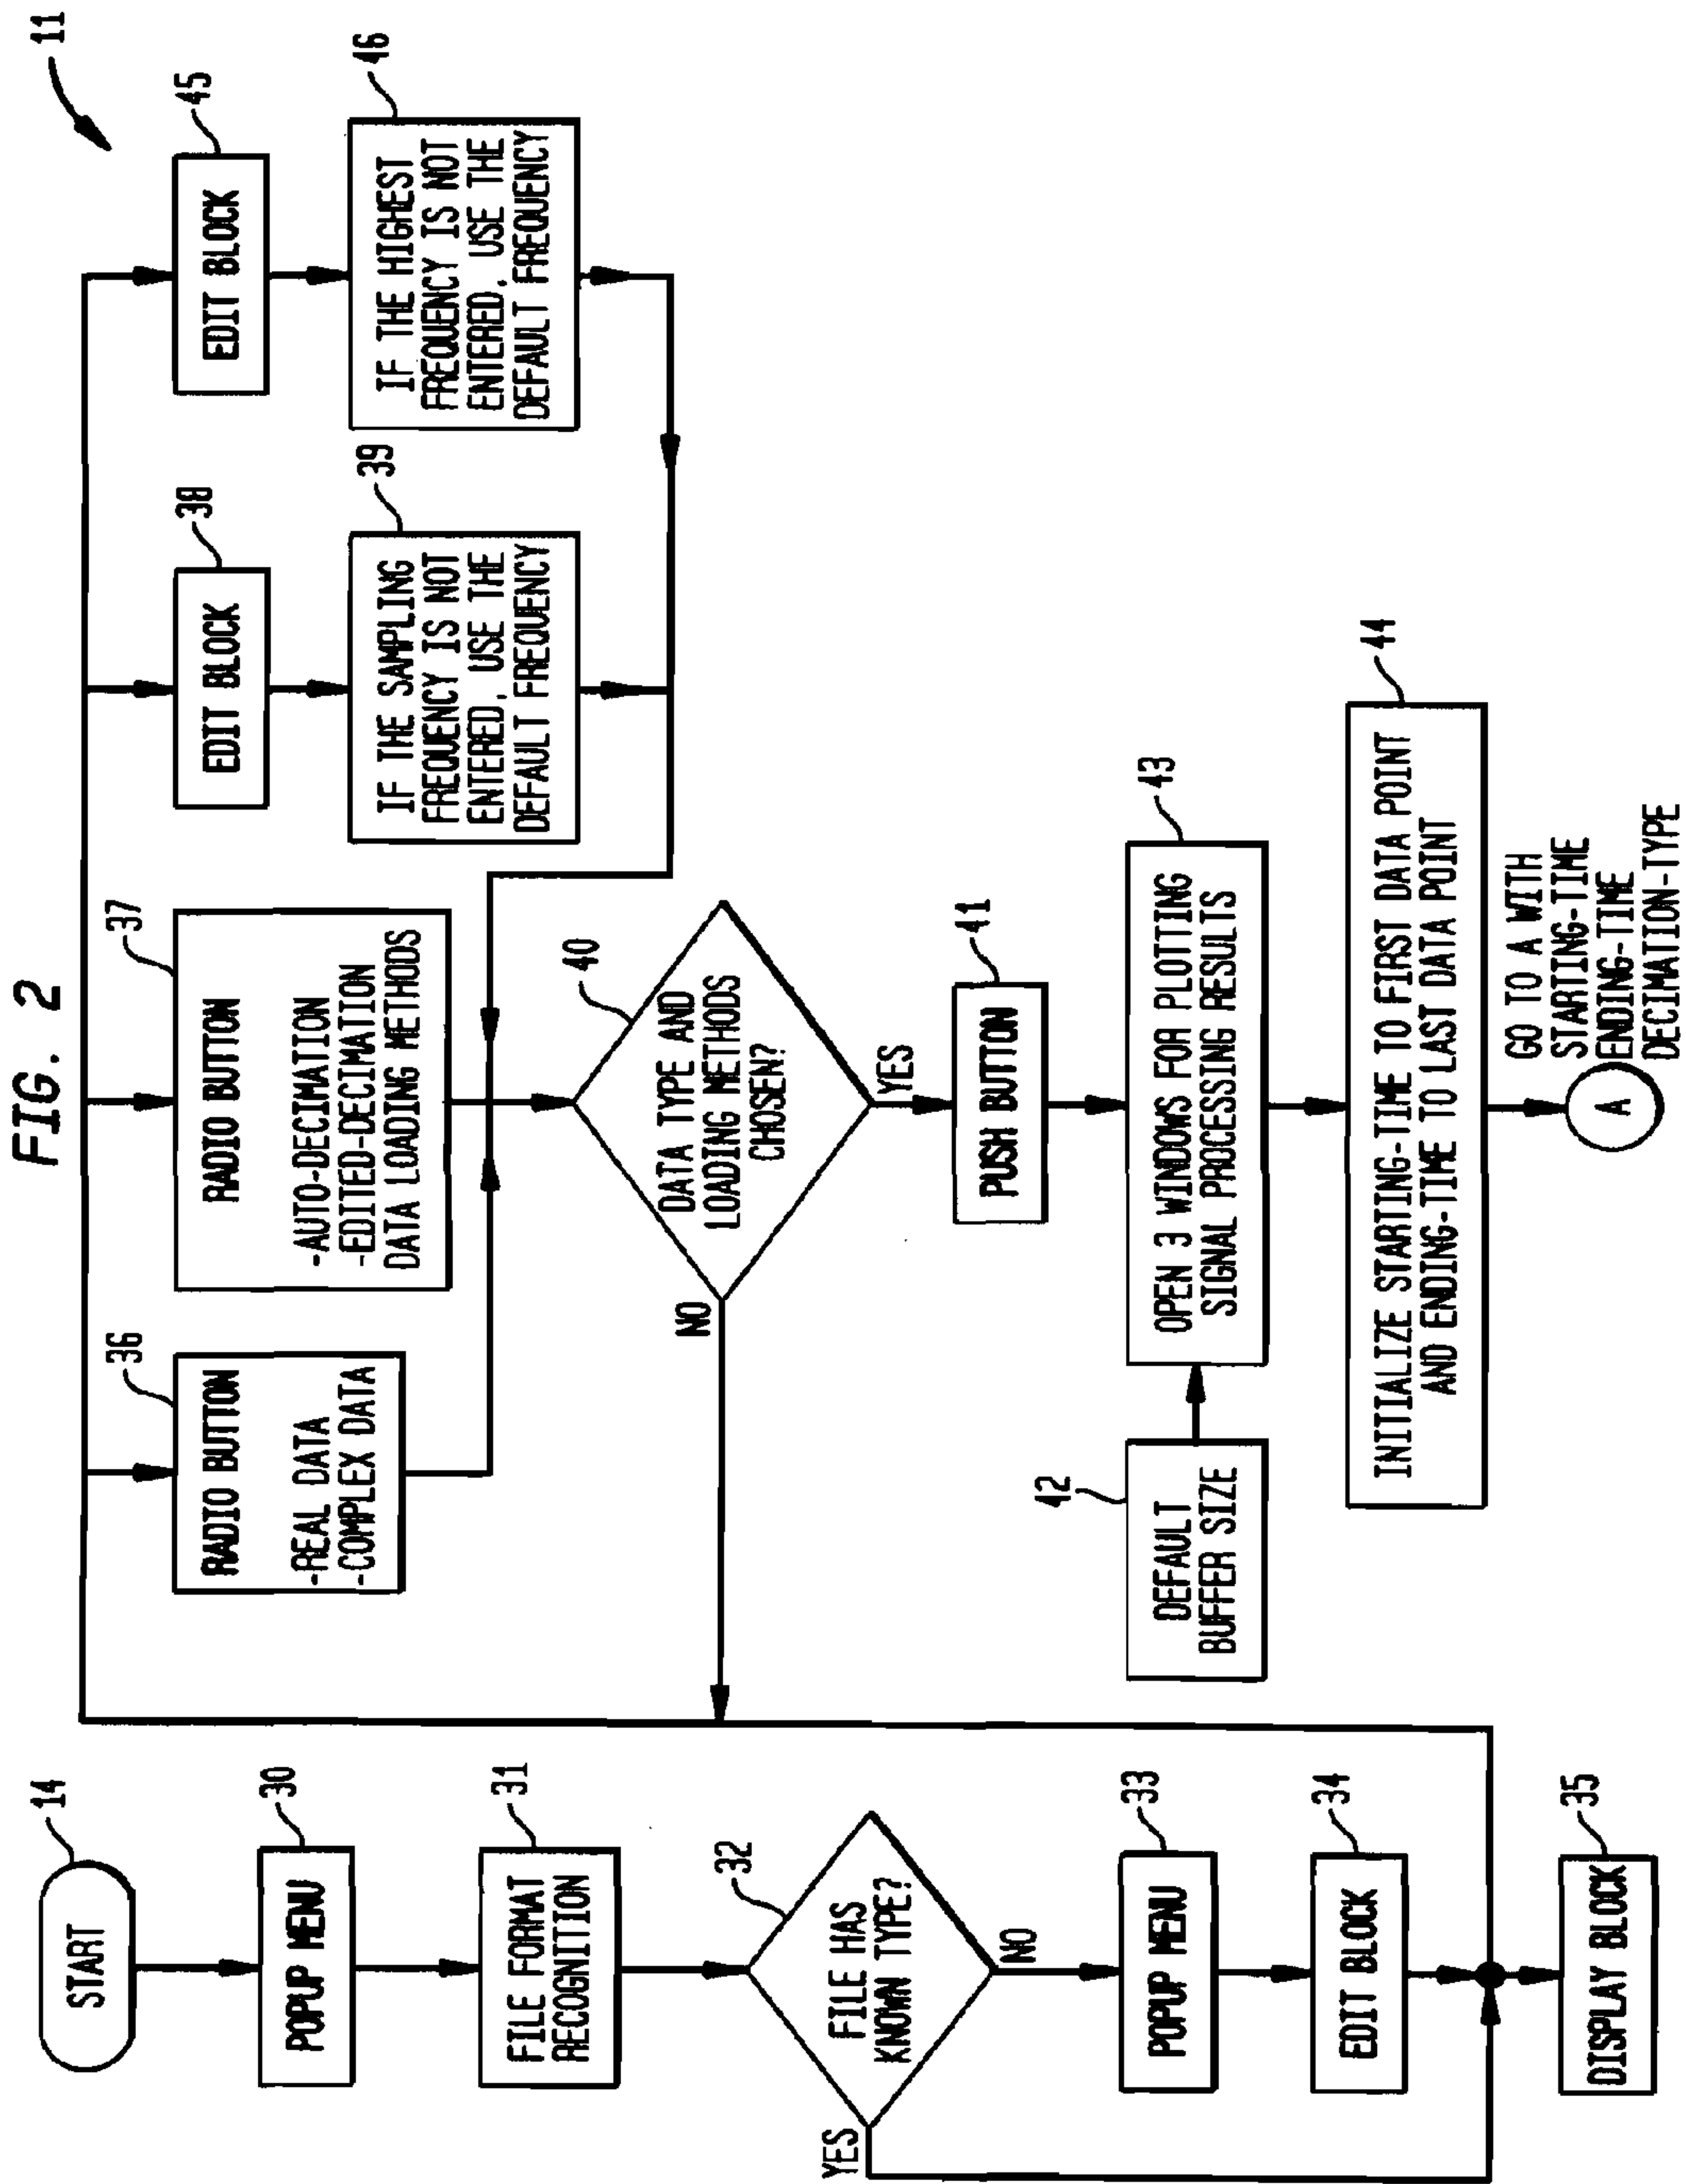 FIG. 2
11
START
14
POPUP MENU
30
FILE FORMAT
RECOGNITION
31
FILE HAS
KNOWN TYPE?
32
YES
NO
POPUP MENU
33
EDIT BLOCK
34
DISPLAY BLOCK
35
RADIO BUTTON
-REAL DATA
-COMPLEX DATA
36
RADIO BUTTON
-AUTO-DECIMATION
-EDITED-DECIMATION
DATA LOADING METHODS
37
EDIT BLOCK
38
IF THE SAMPLING
FREQUENCY IS NOT
ENTERED, USE THE
DEFAULT FREQUENCY
39
EDIT BLOCK
45
IF THE HIGHEST
FREQUENCY IS NOT
ENTERED, USE THE
DEFAULT FREQUENCY
46
DATA TYPE AND
LOADING METHODS
CHOSEN?
40
NO
YES
PUSH BUTTON
41
DEFAULT
BUFFER SIZE
42
OPEN 3 WINDOWS FOR PLOTTING
SIGNAL PROCESSING RESULTS
43
INITIALIZE STARTING-TIME TO FIRST DATA POINT
AND ENDING-TIME TO LAST DATA POINT
44
A
GO TO A WITH
STARTING-TIME
ENDING-TIME
DECIMATION-TYPE